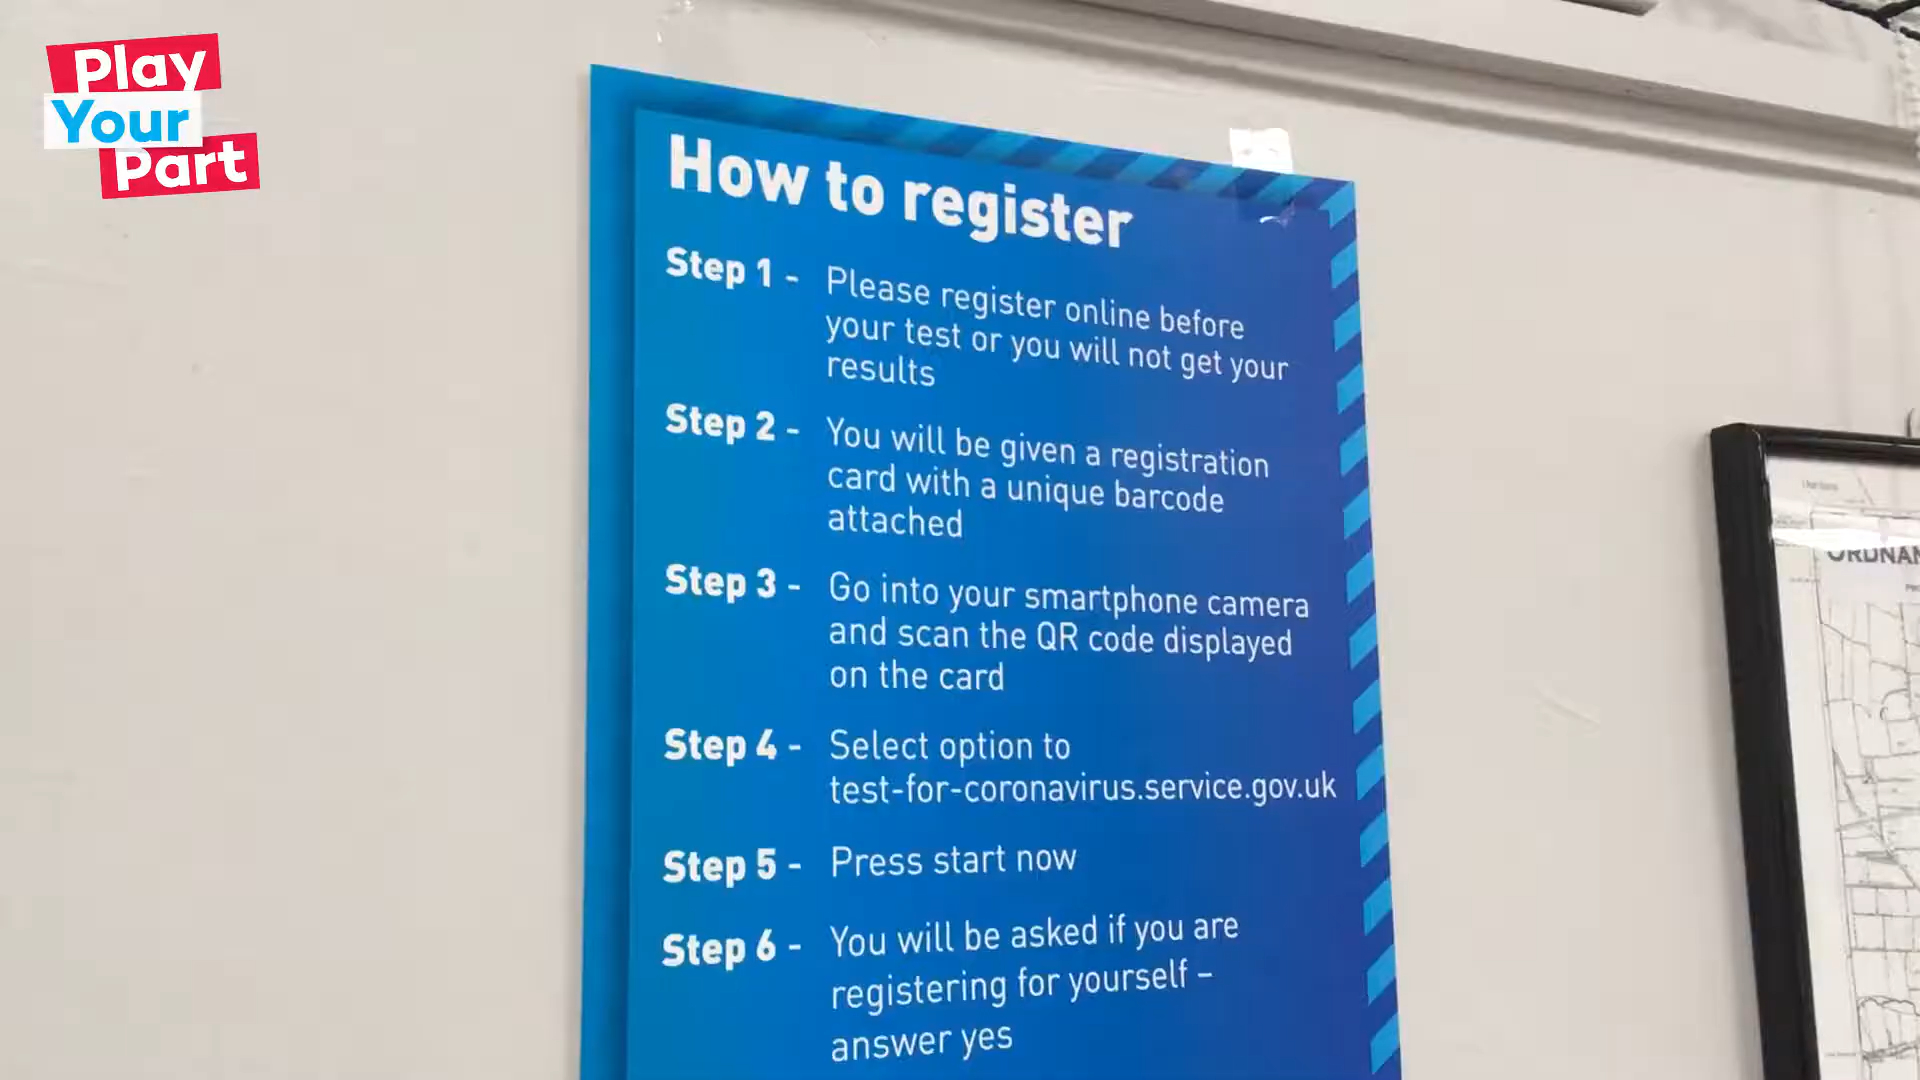 Play
Your
Part
How to register
Step 1 - Please register online before
your test or you will not get your
results
Step 2 - You will be given a registration
card with a unique barcode
attached
Step 3 - Go into your smartphone camera
and scan the QR code displayed
on the card
Step 4 - Select option to
test-for-coronavirus.service.gov.uk
Step 5 - Press start now
Step 6 - You will be asked if you are
registering for yourself –
answer yes